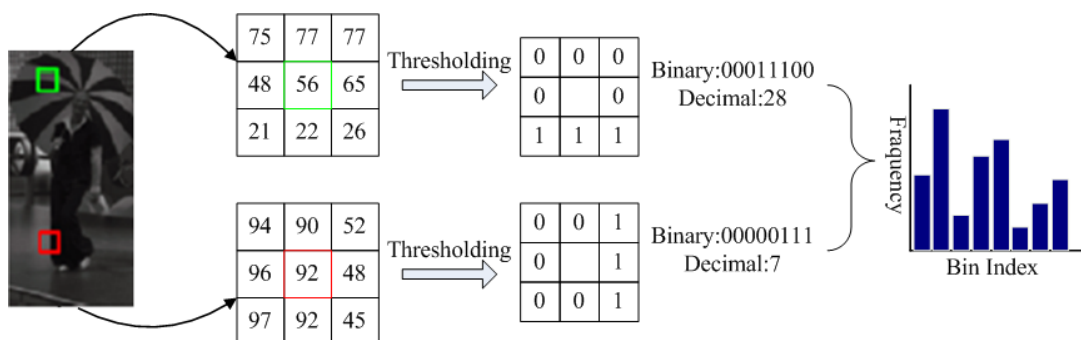 75 77 77
48 56 65
21 22 26
Thresholding
0 0 0
0 0
1 1 1
Binary:00011100
Decimal:28
94 90 52
96 92 48
97 92 45
Thresholding
0 0 1
0 1
0 0 1
Binary:00000111
Decimal:7
Fraquency
Bin Index